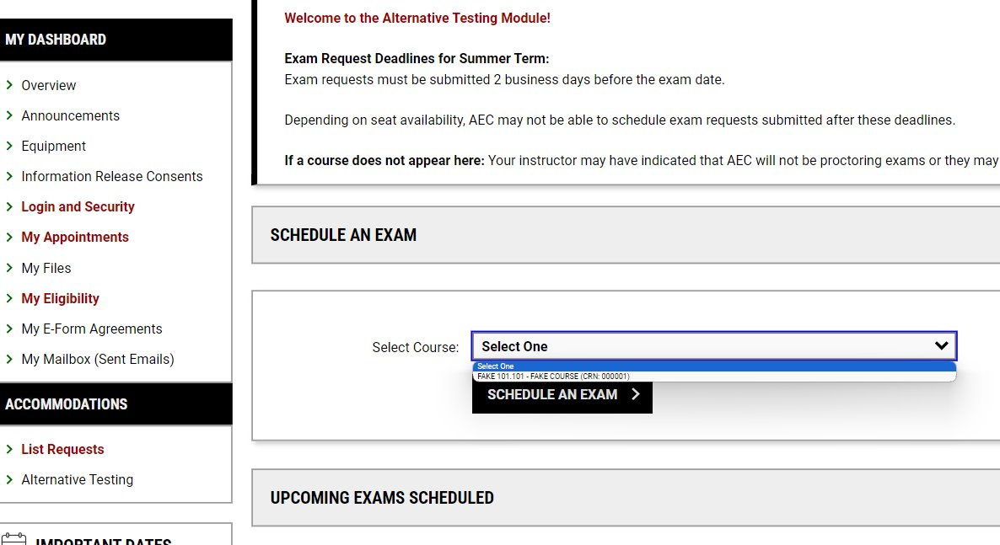 MY DASHBOARD
Overview
Announcements
Equipment
Information Release Consents
Login and Security
My Appointments
My Files
My Eligibility
My E-Form Agreements
My Mailbox (Sent Emails)
ACCOMMODATIONS
List Requests
Alternative Testing
IMPORTANT DATES
Welcome to the Alternative Testing Module!
Exam Request Deadlines for Summer Term:
Exam requests must be submitted 2 business days before the exam date.
Depending on seat availability, AEC may not be able to schedule exam requests submitted after these deadlines.
If a course does not appear here: Your instructor may have indicated that AEC will not be proctoring exams or they may
SCHEDULE AN EXAM
Select Course: Select One
Select One
FAKE 101.101 - FAKE COURSE (CRN: 000001)
SCHEDULE AN EXAM
UPCOMING EXAMS SCHEDULED